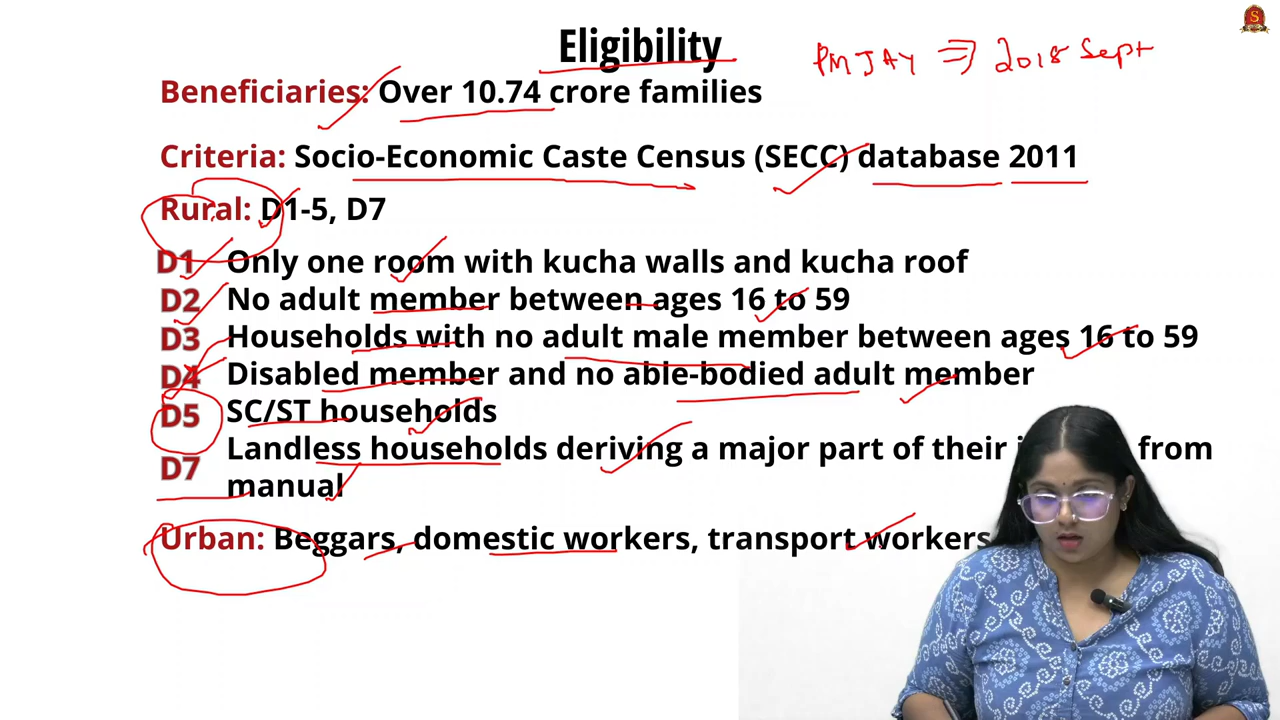 Eligibility
PMJAY ⇒ 2018 Sept
Beneficiaries: Over 10.74 crore families
Criteria: Socio-Economic Caste Census (SECC) database 2011
Rural: D1-5, D7
D1 Only one room with kucha walls and kucha roof
D2 No adult member between ages 16 to 59
D3 Households with no adult male member between ages 16 to 59
D4 Disabled member and no able-bodied adult member
D5 SC/ST households
D7 Landless households deriving a major part of their from
manual
Urban: Beggars, domestic workers, transport workers